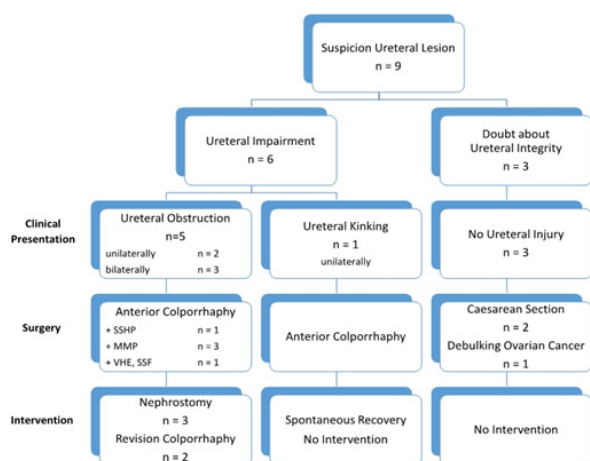 Suspicion Ureteral Lesion
n = 9
Ureteral Impairment
n = 6
Doubt about
Ureteral Integrity
n = 3
Clinical
Presentation
Ureteral Obstruction
n=5
unilaterally n = 2
bilaterally n = 3
Ureteral Kinking
n = 1
unilaterally
No Ureteral Injury
n = 3
Surgery
Anterior Colporrhaphy
+ SSHP n = 1
+ MMP n = 3
+ VHE, SSF n = 1
Anterior Colporrhaphy
Caesarean Section
n = 2
Debulking Ovarian Cancer
n = 1
Intervention
Nephrostomy
n = 3
Revision Colporrhaphy
n = 2
Spontaneous Recovery
No Intervention
No Intervention